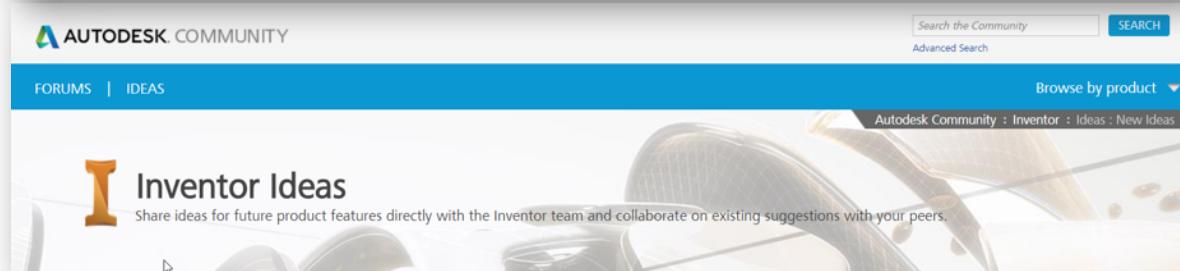 AUTODESK. COMMUNITY
Search the Community
SEARCH
Advanced Search
FORUMS | IDEAS
Browse by product
Autodesk Community : Inventor : Ideas : New Ideas
Inventor Ideas
Share ideas for future product features directly with the Inventor team and collaborate on existing suggestions with your peers.